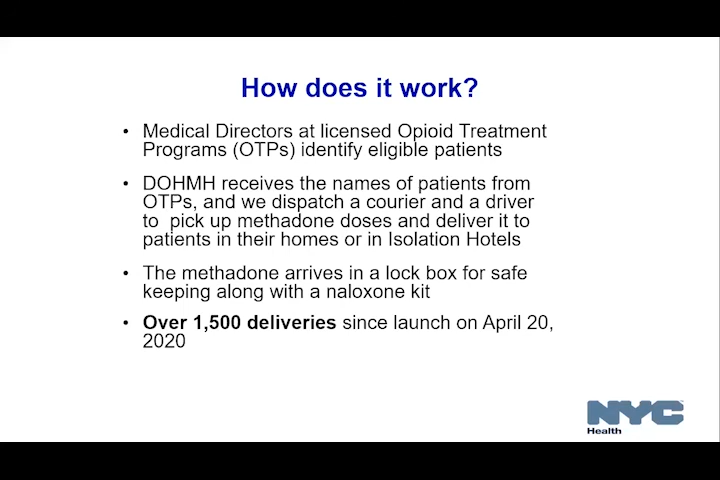 How does it work?
• Medical Directors at licensed Opioid Treatment
Programs (OTPs) identify eligible patients
• DOHMH receives the names of patients from
OTPs, and we dispatch a courier and a driver
to pick up methadone doses and deliver it to
patients in their homes or in Isolation Hotels
• The methadone arrives in a lock box for safe
keeping along with a naloxone kit
• Over 1,500 deliveries since launch on April 20,
2020
NYC
Health